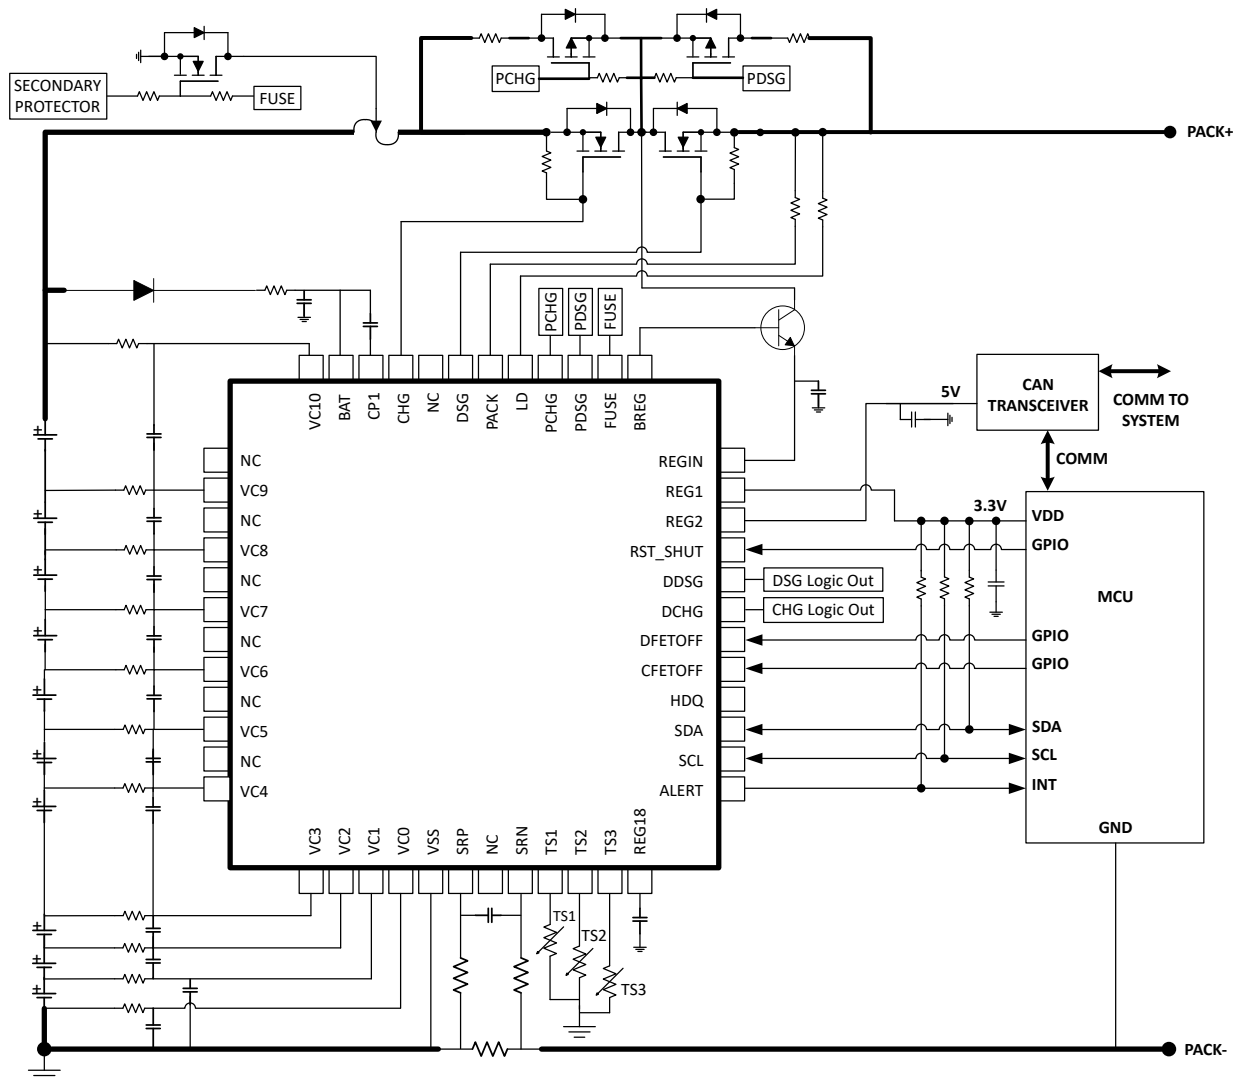 SECONDARY
PROTECTOR
FUSE
PCHG
PDSG
PACK+
PCHG
PDSG
FUSE
VC10
BAT
CP1
CHG
NC
DSG
PACK
LD
PCHG
PDSG
FUSE
BREG
NC
VC9
NC
VC8
NC
VC7
NC
VC6
NC
VC5
NC
VC4
REGIN
REG1
REG2
RST_SHUT
DDSG
DCHG
DFETOFF
CFETOFF
HDQ
SDA
SCL
ALERT
VC3
VC2
VC1
VC0
VSS
SRP
NC
SRN
TS1
TS2
TS3
REG18
DSG Logic Out
CHG Logic Out
5V
CAN
TRANSCEIVER
COMM TO
SYSTEM
COMM
3.3V
VDD
GPIO
MCU
GPIO
GPIO
SDA
SCL
INT
GND
TS1
TS2
TS3
PACK-
+
+
+
+
+
+
+
+
+
+